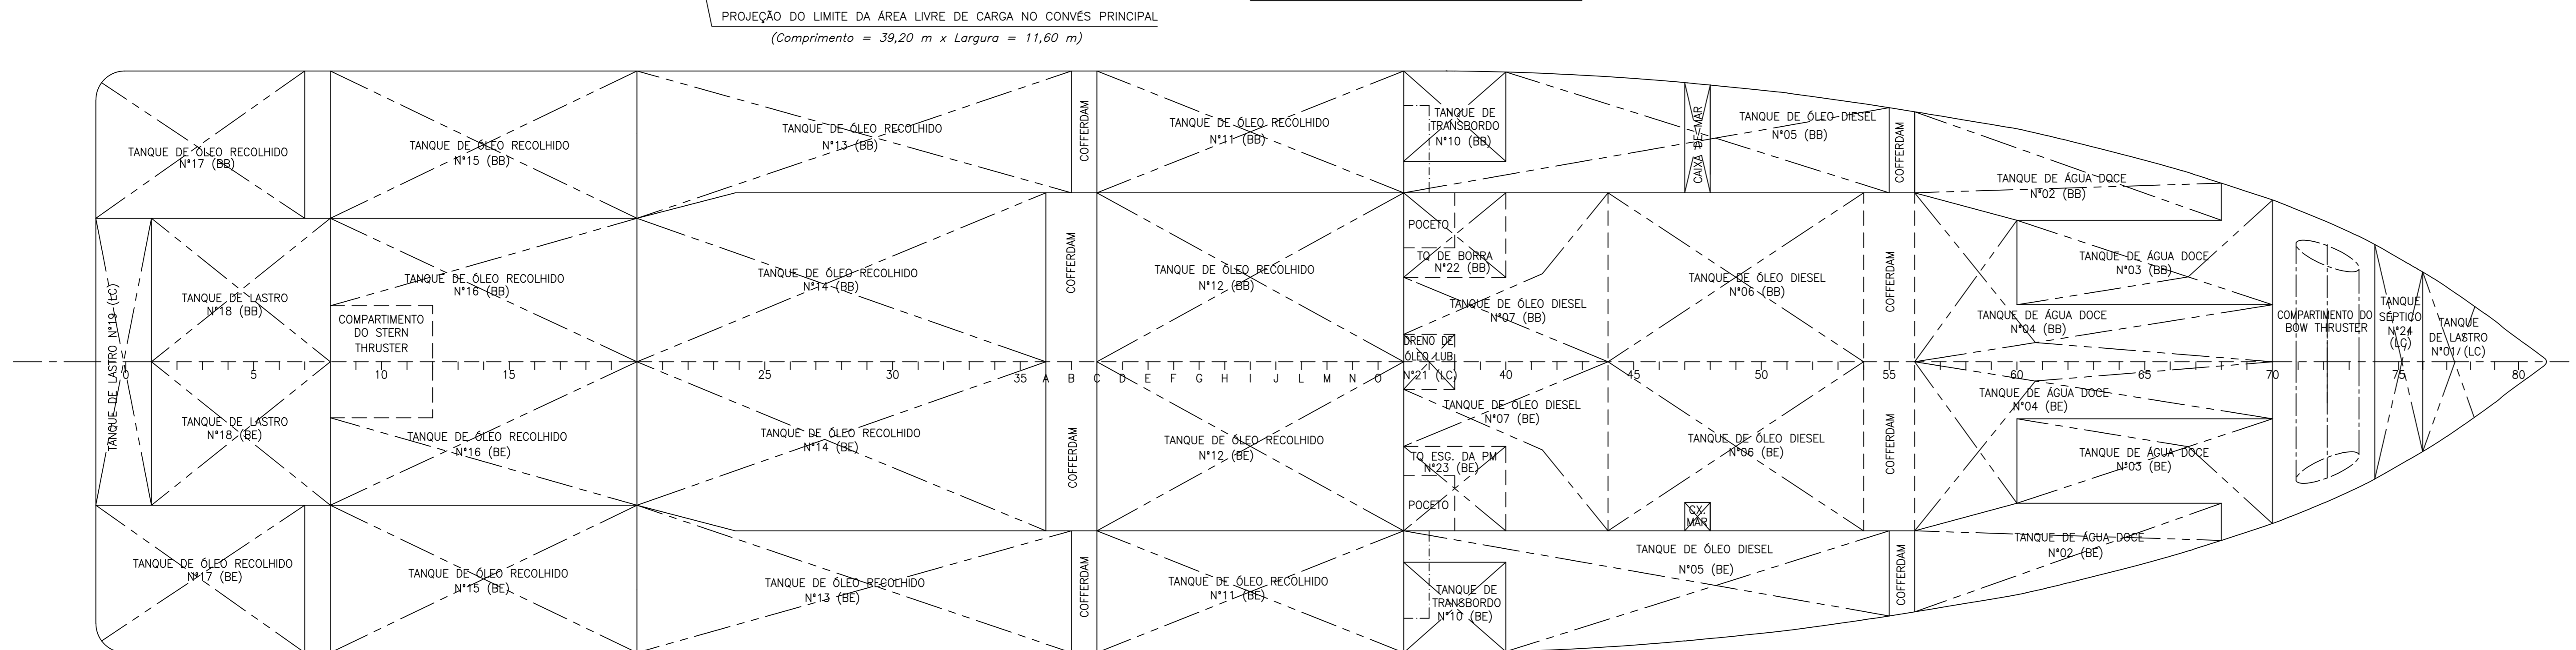 PROJEÇÃO DO LIMITE DA ÁREA LIVRE DE CARGA NO CONVÉS PRINCIPAL
(Comprimento = 39,20 m x Largura = 11,60 m)
TANQUE DE ÓLEO RECOLHIDO
N°17 (BB)
TANQUE DE ÓLEO RECOLHIDO
N°15 (BB)
TANQUE DE ÓLEO RECOLHIDO
N°13 (BB)
COFFERDAM
TANQUE DE ÓLEO RECOLHIDO
N°11 (BB)
TANQUE DE
TRANSBORDO
N°10 (BB)
CAIXA DE MAR
TANQUE DE ÓLEO DIESEL
N°05 (BB)
COFFERDAM
TANQUE DE ÁGUA DOCE
N°02 (BB)
TANQUE DE LASTRO N°19 (LC)
TANQUE DE LASTRO
N°18 (BB)
TANQUE DE ÓLEO RECOLHIDO
N°16 (BB)
COMPARTIMENTO
DO STERN
THRUSTER
TANQUE DE ÓLEO RECOLHIDO
N°14 (BB)
COFFERDAM
TANQUE DE ÓLEO RECOLHIDO
N°12 (BB)
POCETO
TQ DE BORRA
N°22 (BB)
TANQUE DE ÓLEO DIESEL
N°07 (BB)
DRENO DE
ÓLEO LUB
N°21 (LC)
TANQUE DE ÓLEO DIESEL
N°06 (BB)
COFFERDAM
TANQUE DE ÁGUA DOCE
N°03 (BB)
TANQUE DE ÁGUA DOCE
N°04 (BB)
COMPARTIMENTO DO
BOW THRUSTER
TANQUE
SÉPTICO
N°24
(LC)
TANQUE
DE LASTRO
N°01 (LC)
0 5 10 15 25 35 A B C D E F G H I J L M N O 40 45 50 55 60 65 70 75 80
TANQUE DE LASTRO
N°18 (BE)
TANQUE DE ÓLEO RECOLHIDO
N°16 (BE)
TANQUE DE ÓLEO RECOLHIDO
N°14 (BE)
COFFERDAM
TANQUE DE ÓLEO RECOLHIDO
N°12 (BE)
TANQUE DE ÓLEO DIESEL
N°07 (BE)
TQ ESG. DA PM
N°23 (BE)
POCETO
TANQUE DE ÓLEO DIESEL
N°06 (BE)
CX.
MAR
COFFERDAM
TANQUE DE ÁGUA DOCE
N°04 (BE)
TANQUE DE ÁGUA DOCE
N°03 (BE)
TANQUE DE ÓLEO RECOLHIDO
N°17 (BE)
TANQUE DE ÓLEO RECOLHIDO
N°15 (BE)
TANQUE DE ÓLEO RECOLHIDO
N°13 (BE)
COFFERDAM
TANQUE DE ÓLEO RECOLHIDO
N°11 (BE)
TANQUE DE
TRANSBORDO
N°10 (BE)
TANQUE DE ÓLEO DIESEL
N°05 (BE)
COFFERDAM
TANQUE DE ÁGUA DOCE
N°02 (BE)